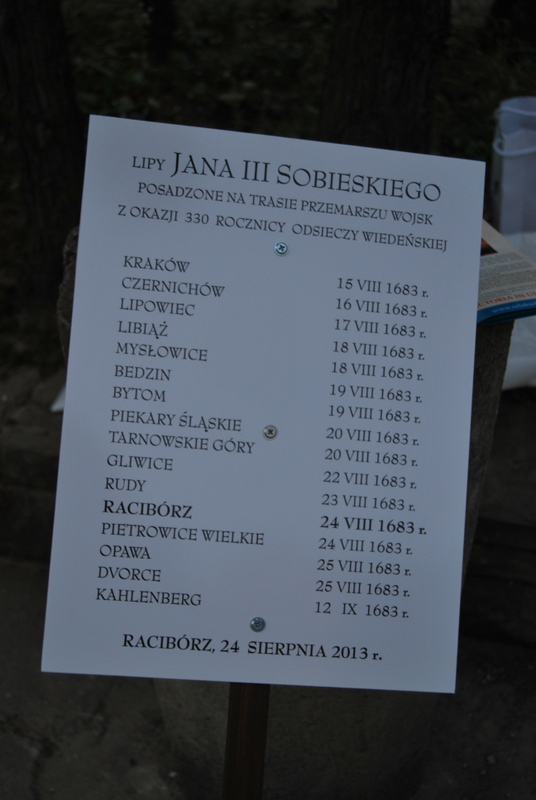 LIPY JANA III SOBIESKIEGO
POSADZONE NA TRASIE PRZEMARSZU WOJSK
Z OKAZJI 330 ROCZNICY ODSIECZY WIEDEŃSKIEJ
KRAKÓW 15 VIII 1683 r.
CZERNICHÓW 16 VIII 1683 r.
LIPOWIEC 17 VIII 1683 r.
LIBIĄŻ 18 VIII 1683 r.
MYSŁOWICE 18 VIII 1683 r.
BEDZIN 19 VIII 1683 r.
BYTOM 19 VIII 1683 r.
PIEKARY ŚLĄSKIE 20 VIII 1683 r.
TARNOWSKIE GÓRY 20 VIII 1683 r.
GLIWICE 22 VIII 1683 r.
RUDY 23 VIII 1683 r.
RACIBÓRZ 24 VIII 1683 r.
PIETROWICE WIELKIE 24 VIII 1683 r.
OPAWA 25 VIII 1683 r.
DVORCE 25 VIII 1683 r.
KAHLENBERG 12 IX 1683 r.
RACIBÓRZ, 24 SIERPNIA 2013 r.